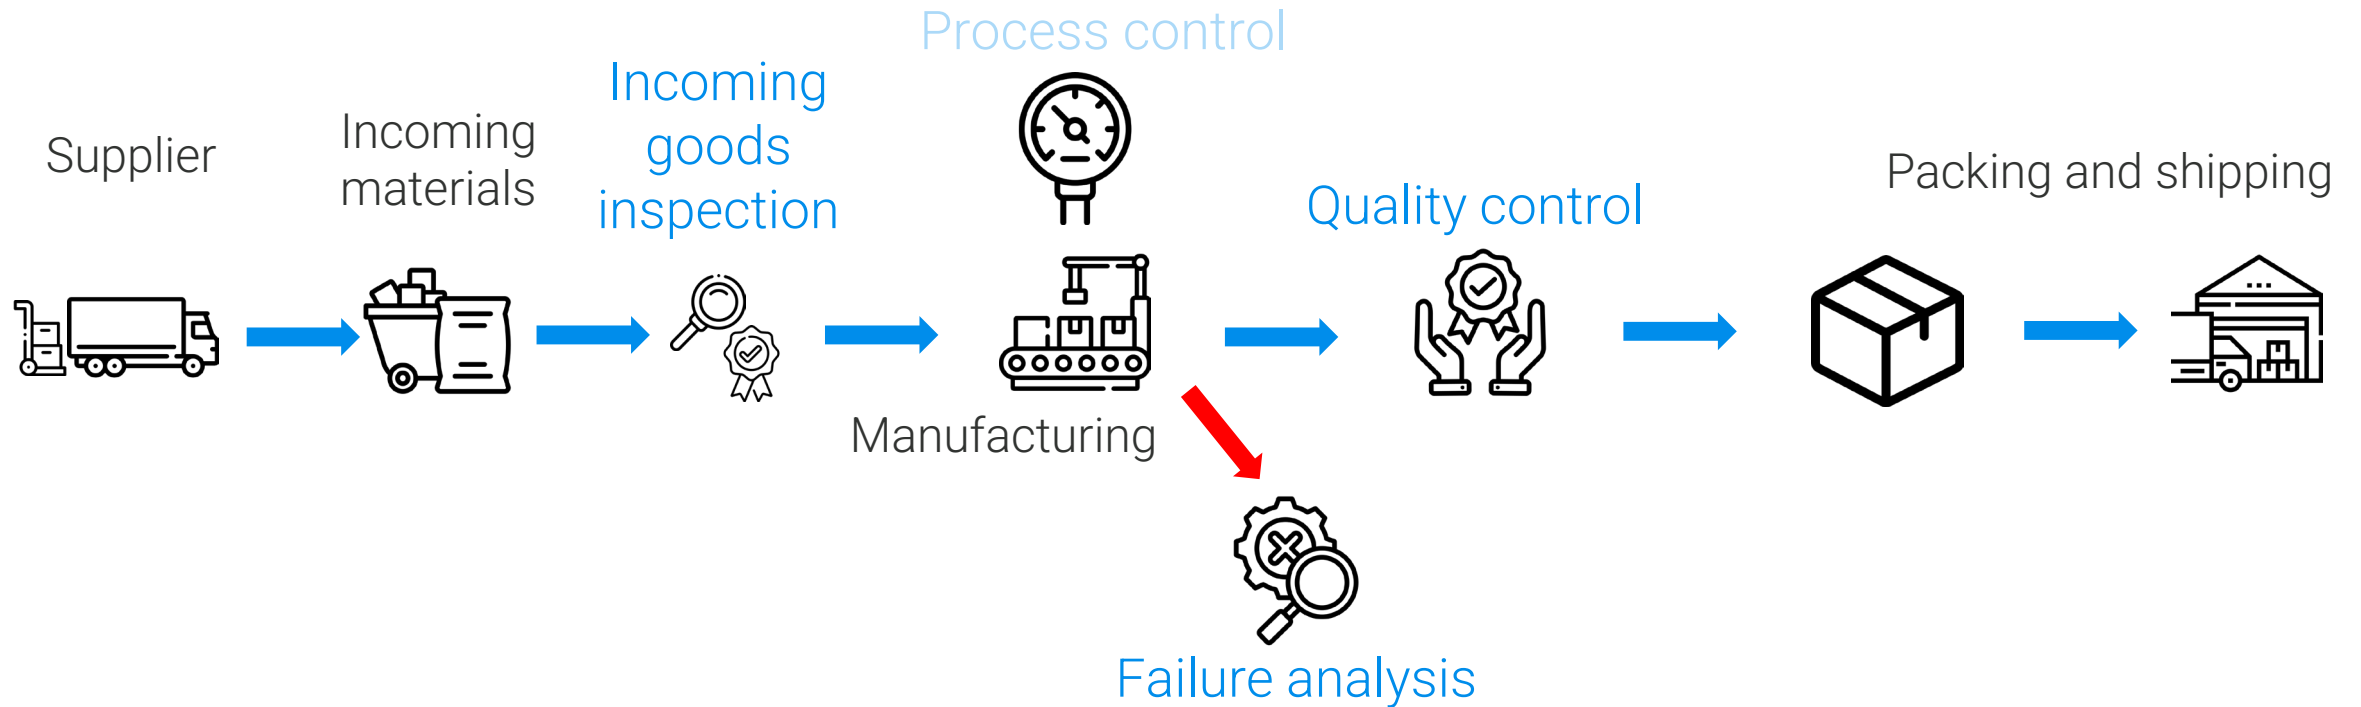 Process control
Supplier
Incoming
materials
Incoming
goods
inspection
Manufacturing
Quality control
Packing and shipping
Failure analysis